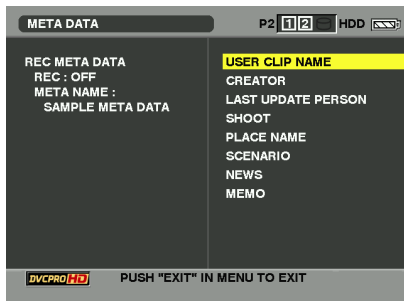 META DATA
P2 1 2 HDD
REC META DATA
REC : OFF
META NAME :
SAMPLE META DATA
USER CLIP NAME
CREATOR
LAST UPDATE PERSON
SHOOT
PLACE NAME
SCENARIO
NEWS
MEMO
DVCPRO HD
PUSH "EXIT" IN MENU TO EXIT